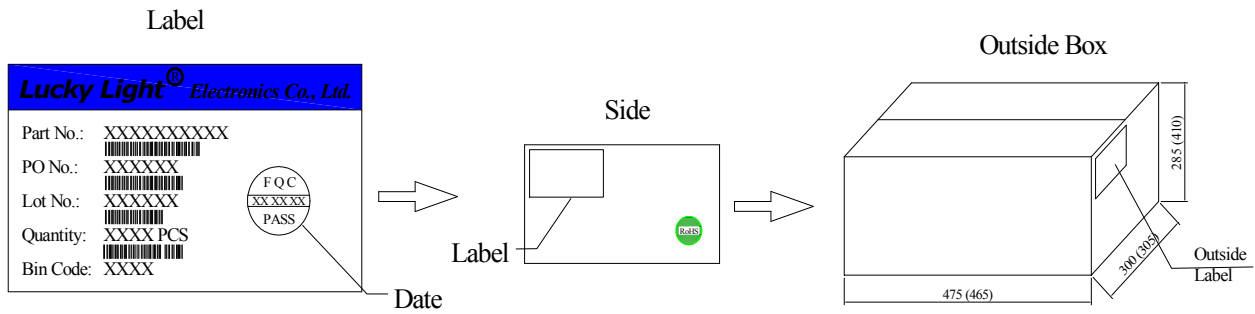 Label
Lucky Light® Electronics Co., Ltd.
Part No.: XXXXXXXXXX
PO No.: XXXXXX
Lot No.: XXXXXX
Quantity: XXXX PCS
Bin Code: XXXX
FQC
XX XX XX
PASS
Date
Side
Label
RoHS
Outside Box
285 (410)
300 (305)
475 (465)
Outside
Label